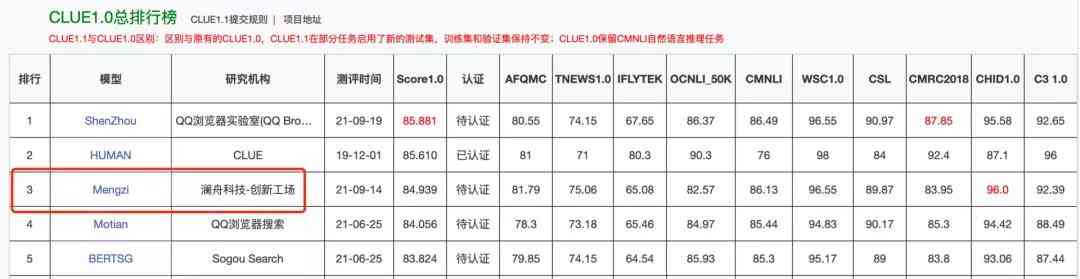 CLUE1.0总排行榜 CLUE1.1提交规则 | 项目地址
CLUE1.1与CLUE1.0区别：区别与原有的CLUE1.0，CLUE1.1在部分任务启用了新的测试集，训练集和验证集保持不变；CLUE1.0保留CMNLI自然语言推理任务
排行 模型 研究机构 测评时间 Score1.0 认证 AFQMC TNEWS1.0 IFLYTEK OCNLI_50K CMNLI WSC1.0 CSL CMRC2018 CHID1.0 C3 1.0
1 ShenZhou QQ浏览器实验室(QQ Bro... 21-09-19 85.881 待认证 80.55 74.15 67.65 86.37 86.49 96.55 90.97 87.85 95.58 92.65
2 HUMAN CLUE 19-12-01 85.610 已认证 81 71 80.3 90.3 76 98 84 92.4 87.1 96
3 Mengzi 澜舟科技-创新工场 21-09-14 84.939 待认证 81.79 75.06 65.08 82.57 86.13 96.55 89.87 83.95 96.0 92.39
4 Motian QQ浏览器搜索 21-06-25 84.056 待认证 78.3 73.18 65.46 84.97 85.44 94.83 90.17 85.3 94.42 88.49
5 BERTSG Sogou Search 21-06-25 83.824 待认证 79.85 74.15 64.54 85.93 85.3 95.17 89 83.8 93.06 87.44